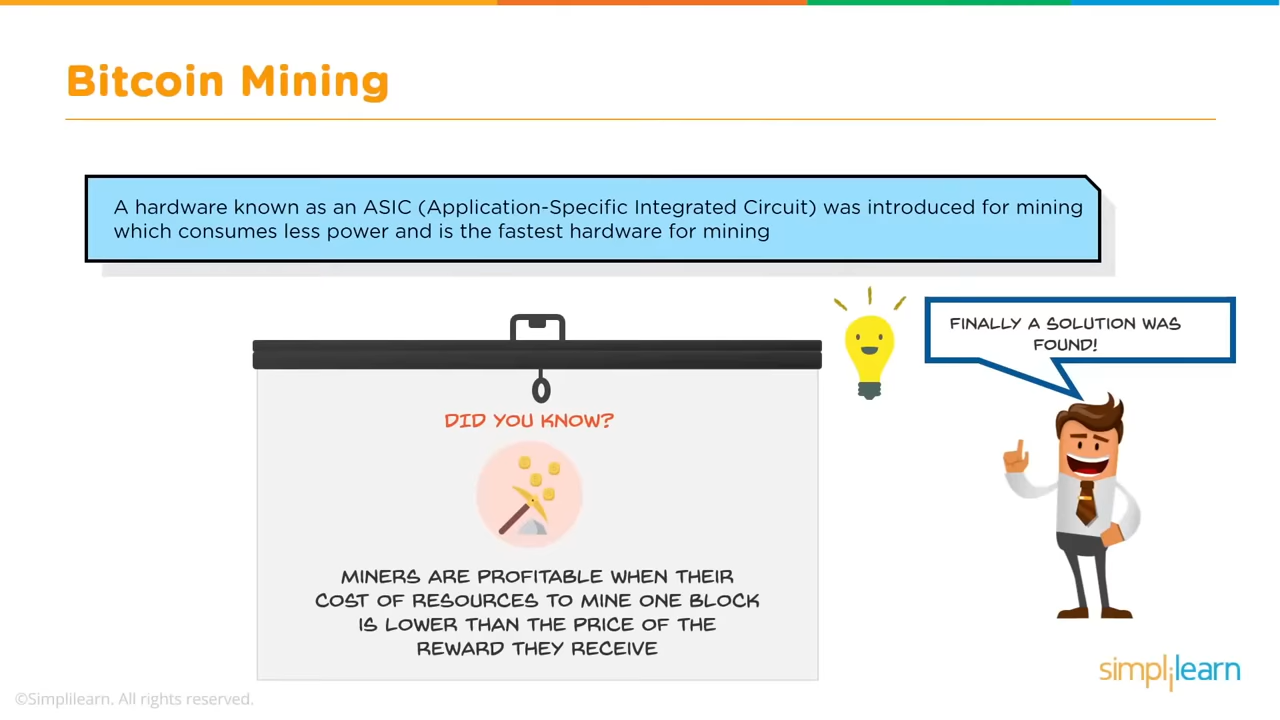 Bitcoin Mining
A hardware known as an ASIC (Application-Specific Integrated Circuit) was introduced for mining
which consumes less power and is the fastest hardware for mining
FINALLY A SOLUTION WAS
FOUND!
DID YOU KNOW?
MINERS ARE PROFITABLE WHEN THEIR
COST OF RESOURCES TO MINE ONE BLOCK
IS LOWER THAN THE PRICE OF THE
REWARD THEY RECEIVE
simplilearn
©Simplilearn. All rights reserved.